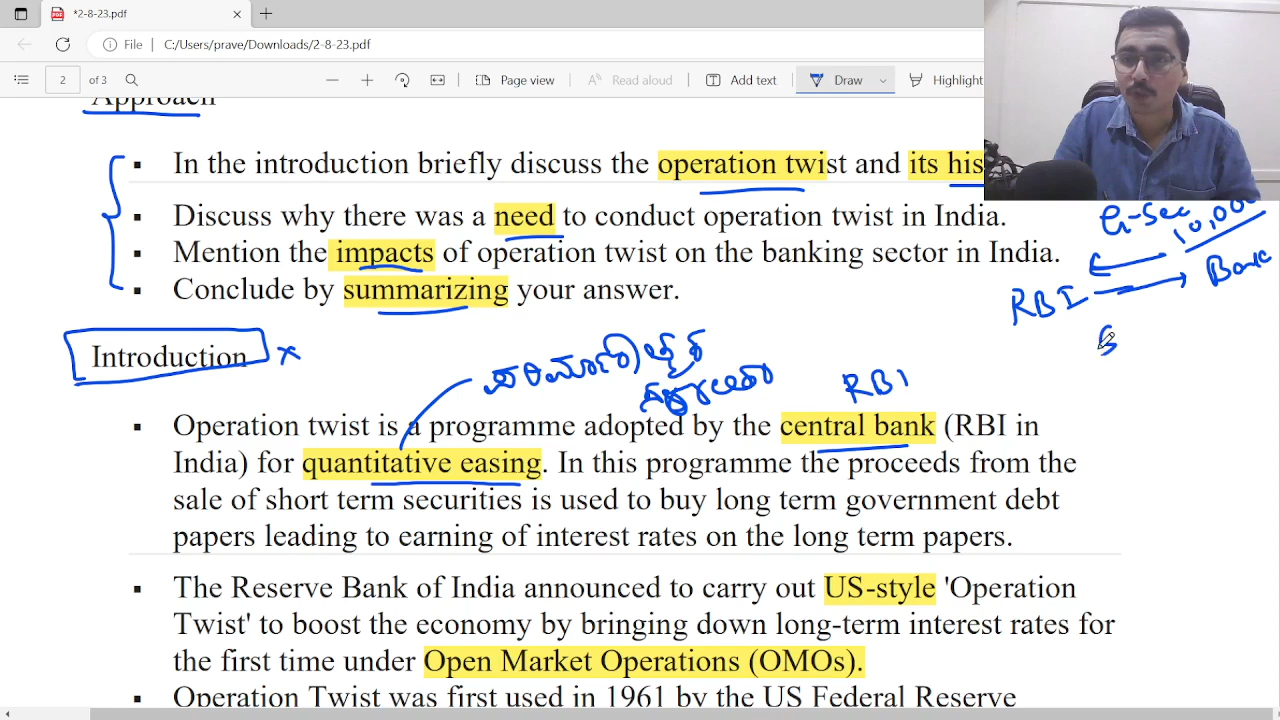 *2-8-23.pdf
File C:/Users/prave/Downloads/2-8-23.pdf
2 of 3 Page view Read aloud Add text Draw Highlight
Approach
▪ In the introduction briefly discuss the operation twist and its his
▪ Discuss why there was a need to conduct operation twist in India.
▪ Mention the impacts of operation twist on the banking sector in India.
▪ Conclude by summarizing your answer.
G-Sec
10,000
Bank
RBI
Introduction
RBI
▪ Operation twist is a programme adopted by the central bank (RBI in
India) for quantitative easing. In this programme the proceeds from the
sale of short term securities is used to buy long term government debt
papers leading to earning of interest rates on the long term papers.
▪ The Reserve Bank of India announced to carry out US-style 'Operation
Twist' to boost the economy by bringing down long-term interest rates for
the first time under Open Market Operations (OMOs).
▪ Operation Twist was first used in 1961 by the US Federal Reserve